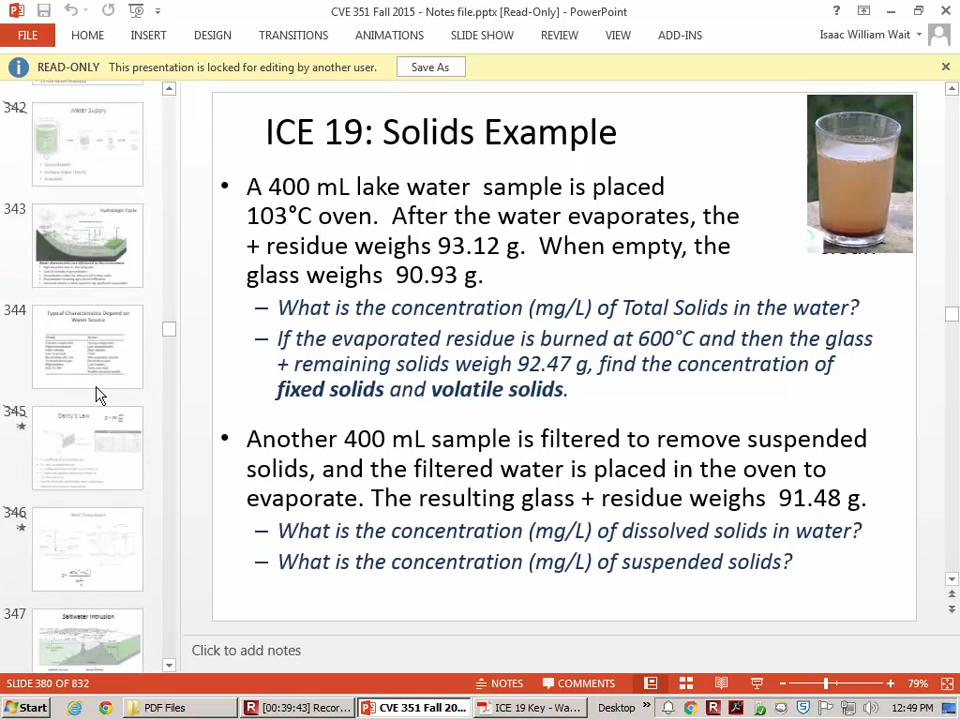 CVE 351 Fall 2015 - Notes file.pptx [Read-Only] - PowerPoint
FILE HOME INSERT DESIGN TRANSITIONS ANIMATIONS SLIDE SHOW REVIEW VIEW ADD-INS Isaac William Wait
READ-ONLY This presentation is locked for editing by another user. Save As
342
Water Supply
343
Hydrologic Cycle
344
Typical Characteristics Depend on
Water Source
345
Darcy's Law
346
347
Saltwater Intrusion
ICE 19: Solids Example
• A 400 mL lake water sample is placed
103°C oven. After the water evaporates, the
+ residue weighs 93.12 g. When empty, the
glass weighs 90.93 g.
– What is the concentration (mg/L) of Total Solids in the water?
– If the evaporated residue is burned at 600°C and then the glass
+ remaining solids weigh 92.47 g, find the concentration of
fixed solids and volatile solids.
• Another 400 mL sample is filtered to remove suspended
solids, and the filtered water is placed in the oven to
evaporate. The resulting glass + residue weighs 91.48 g.
– What is the concentration (mg/L) of dissolved solids in water?
– What is the concentration (mg/L) of suspended solids?
Click to add notes
SLIDE 380 OF 832 NOTES COMMENTS 79%
Start PDF Files [00:39:43] Recor... CVE 351 Fall 20... ICE 19 Key - Wa... Desktop 12:49 PM